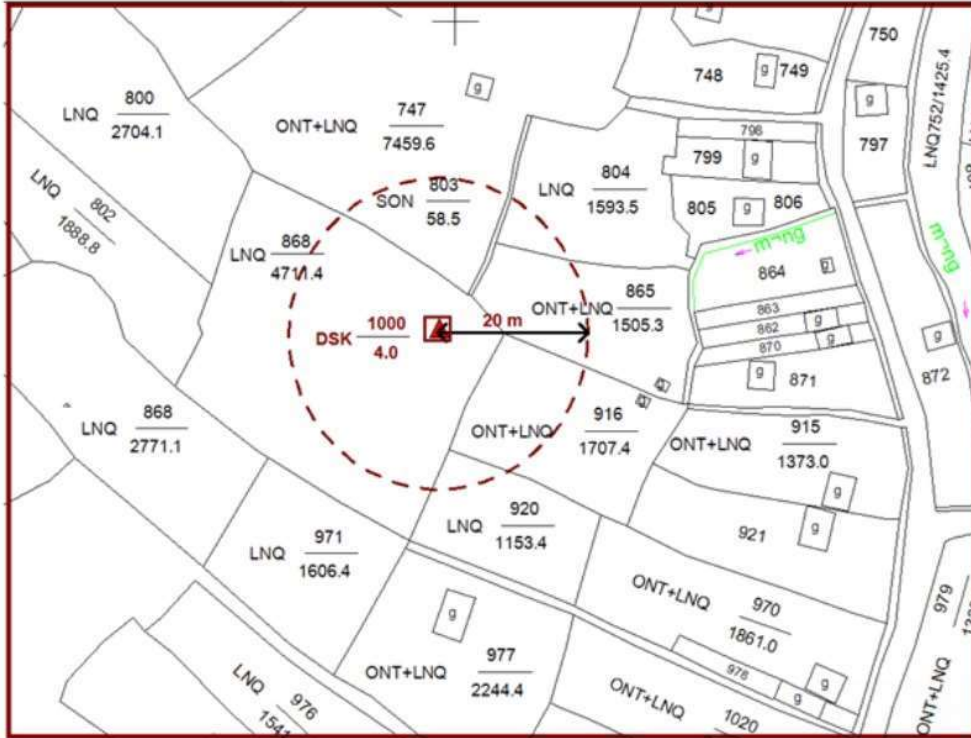 750
748
g 749
g
LNQ 800
2704.1
747
ONT+LNQ 7459.6
g
g
797
LNQ752/1425.4
798
799 g
LNQ 802
1888.8
SON 803
58.5
LNQ 804
1593.5
805 g 806
mương
mương
LNQ 868
4711.4
864 g
863
862 g
870 g
ONT+LNQ 865
1505.3
20 m
DSK 1000
4.0
g
872
g 871
g
g
LNQ 868
2771.1
ONT+LNQ 916
1707.4
ONT+LNQ 915
1373.0
g
LNQ 971
1606.4
LNQ 920
1153.4
921 g
979
ONT+LNQ 970
1861.0
g
ONT+LNQ 977
2244.4
978
g
g
LNQ 976
ONT+LNQ 1020
ONT+LNQ